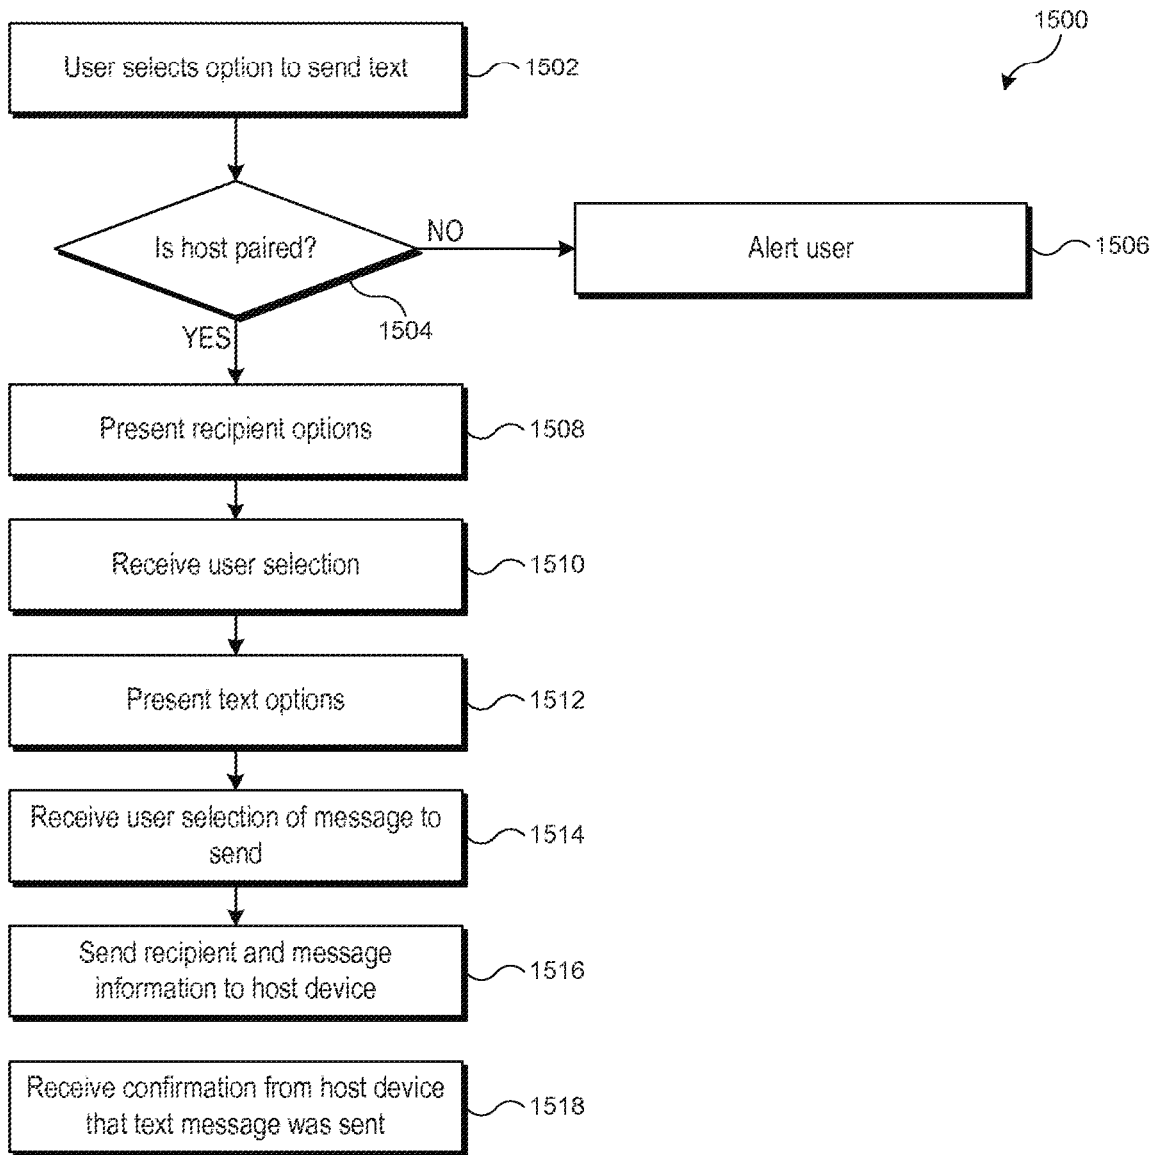 1500
User selects option to send text
1502
Is host paired?
NO
Alert user
1506
1504
YES
Present recipient options
1508
Receive user selection
1510
Present text options
1512
Receive user selection of message to
send
1514
Send recipient and message
information to host device
1516
Receive confirmation from host device
that text message was sent
1518